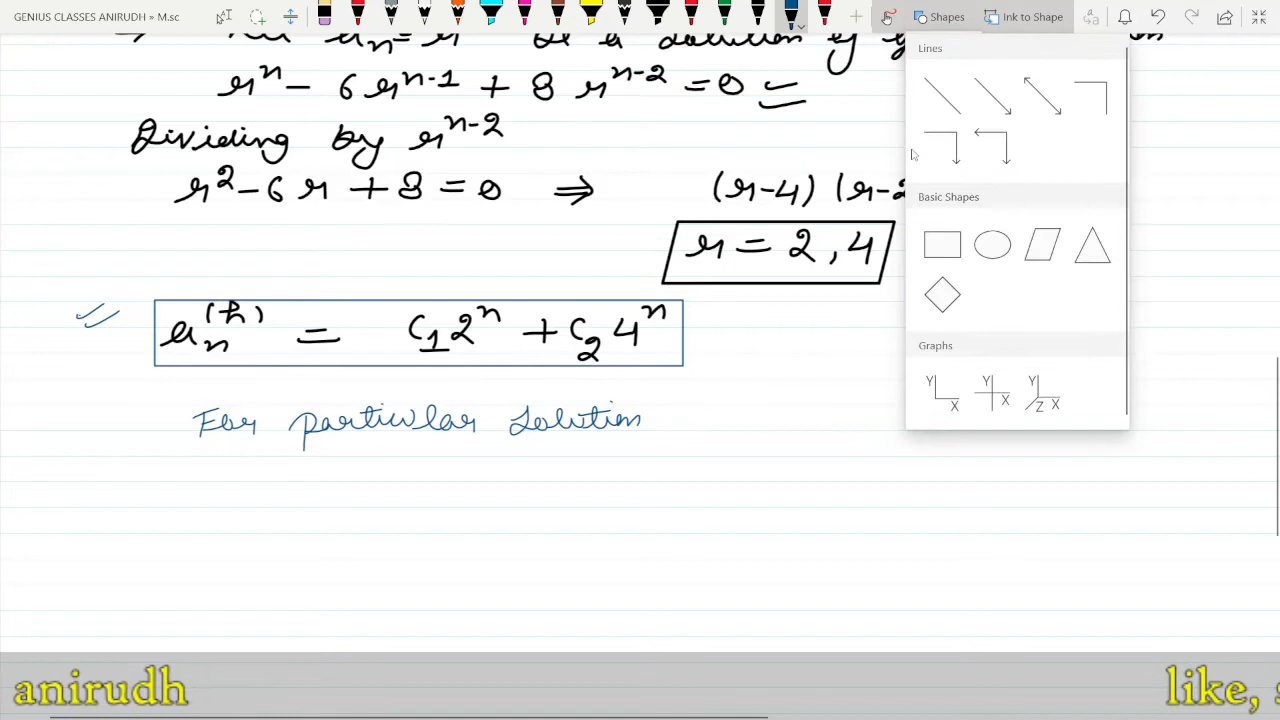 GENIUS CLASSES ANIRUDH » M.sc
Shapes
Ink to Shape
Lines
rⁿ − 6rⁿ⁻¹ + 8rⁿ⁻² = 0
Dividing by rⁿ⁻²
r² − 6r + 8 = 0 ⇒ (r−4) (r−2
Basic Shapes
r = 2, 4
aₙ⁽ʰ⁾ = C₁2ⁿ + C₂4ⁿ
Graphs
Y X Y X Y Z X
For particular solution
anirudh
like,